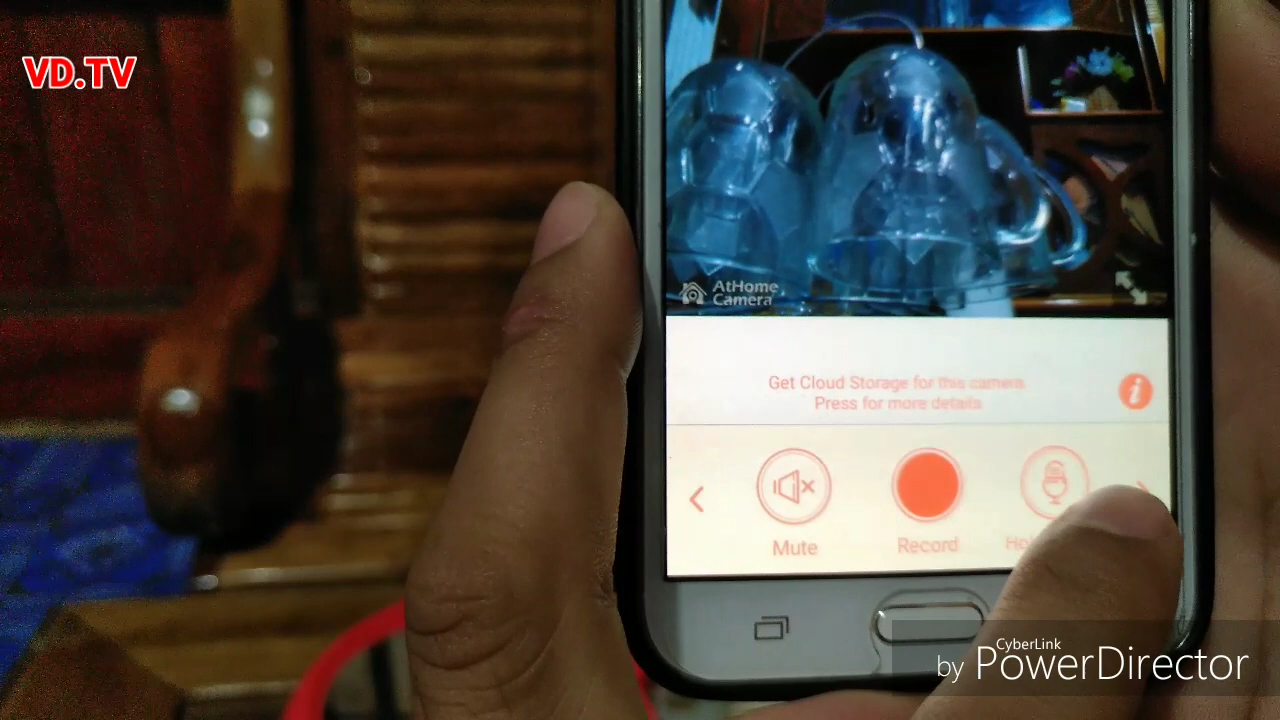 VD.TV
AtHome
Camera
Get Cloud Storage for this camera
Press for more details
Mute
Record
CyberLink
by PowerDirector